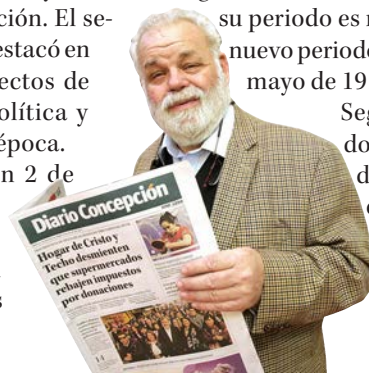 ción. El se-
estacó en
ectos de
olítica y
época.
n 2 de
su periodo es
nuevo periodo
mayo de 19
Seg
do
d
Diario Concepción
Hogar de Cristo y
Techo desmienten
que supermercados
rebajen impuestos
por donaciones